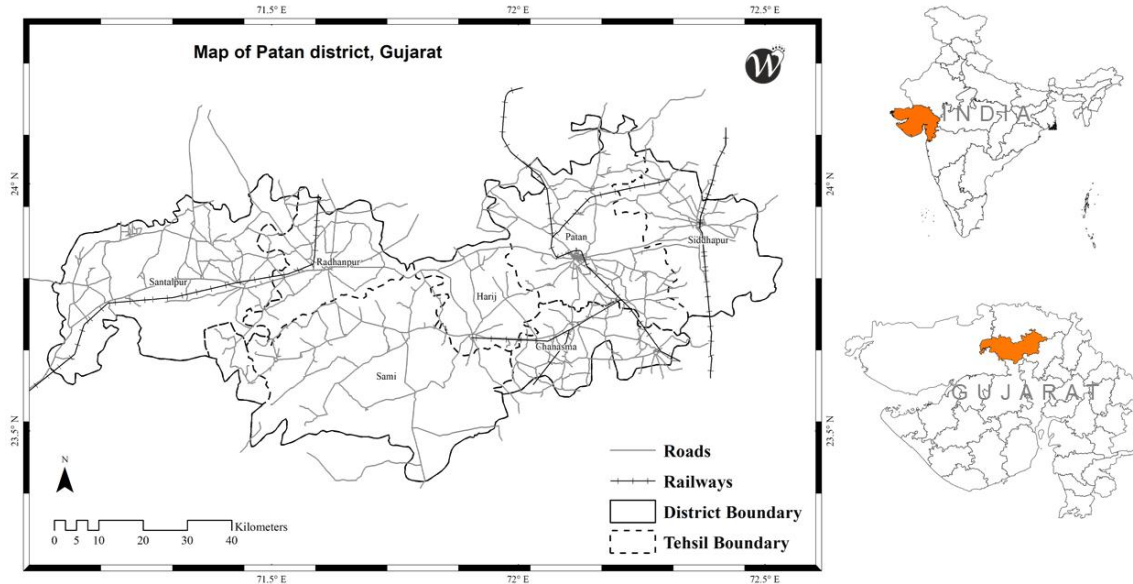 71.5° E
72° E
72.5° E
Map of Patan district, Gujarat
W
24° N
24° N
Patan
Siddhapur
Radhanpur
Santalpur
Harij
Chanasma
Sami
23.5° N
23.5° N
N
Roads
Railways
District Boundary
Tehsil Boundary
Kilometers
0 5 10 20 30 40
71.5° E
72° E
72.5° E
INDIA
GUJARAT